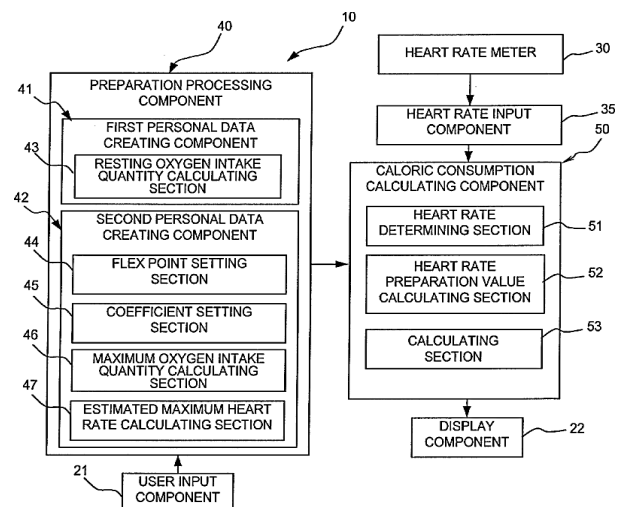 40
10
PREPARATION PROCESSING
COMPONENT
41
FIRST PERSONAL DATA
CREATING COMPONENT
43
RESTING OXYGEN INTAKE
QUANTITY CALCULATING
SECTION
42
SECOND PERSONAL DATA
CREATING COMPONENT
44
FLEX POINT SETTING
SECTION
45
COEFFICIENT SETTING
SECTION
46
MAXIMUM OXYGEN INTAKE
QUANTITY CALCULATING
SECTION
47
ESTIMATED MAXIMUM HEART
RATE CALCULATING SECTION
21
USER INPUT
COMPONENT
HEART RATE METER
30
HEART RATE INPUT
COMPONENT
35
50
CALORIC CONSUMPTION
CALCULATING COMPONENT
HEART RATE
DETERMINING SECTION
51
HEART RATE
PREPARATION VALUE
CALCULATING SECTION
52
CALCULATING
SECTION
53
DISPLAY
COMPONENT
22